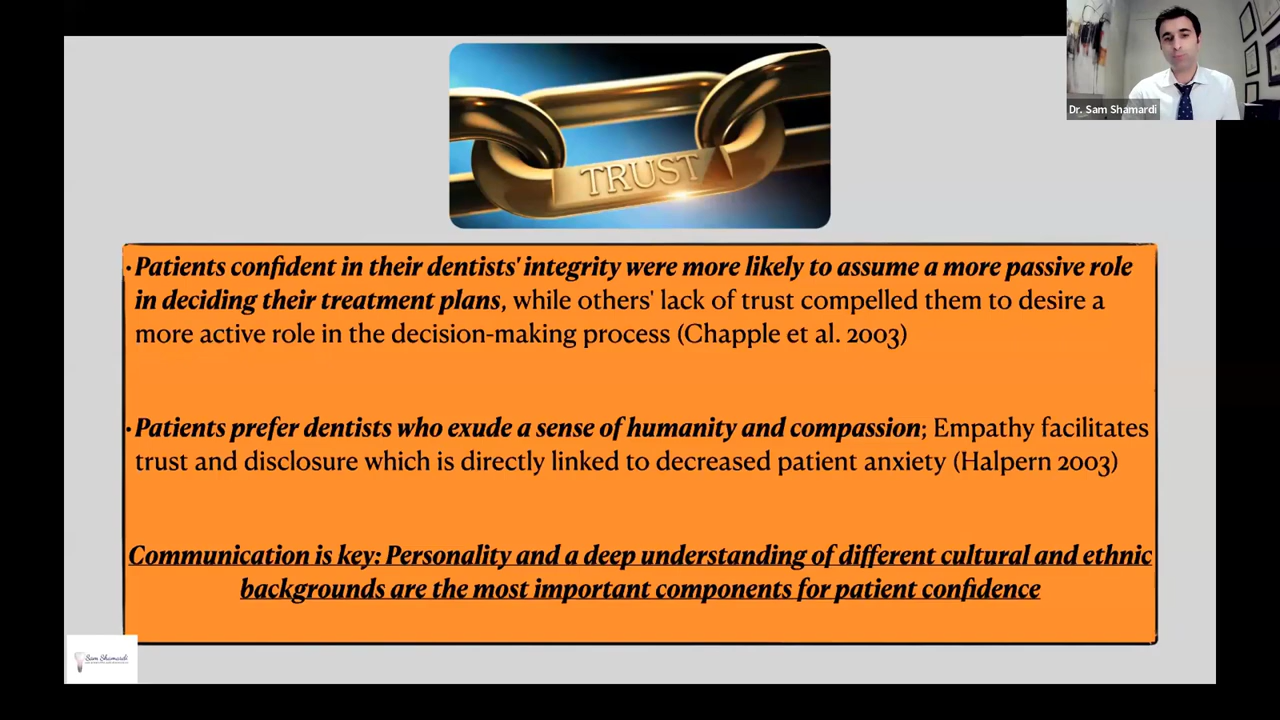 Dr. Sam Shamardi
TRUST
·Patients confident in their dentists' integrity were more likely to assume a more passive role
in deciding their treatment plans, while others' lack of trust compelled them to desire a
more active role in the decision-making process (Chapple et al. 2003)
·Patients prefer dentists who exude a sense of humanity and compassion; Empathy facilitates
trust and disclosure which is directly linked to decreased patient anxiety (Halpern 2003)
Communication is key: Personality and a deep understanding of different cultural and ethnic
backgrounds are the most important components for patient confidence
Sam Shamardi